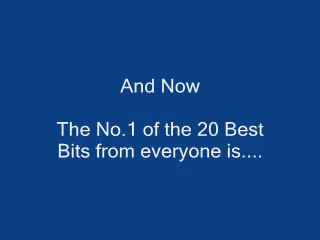 And Now
The No.1 of the 20 Best
Bits from everyone is....